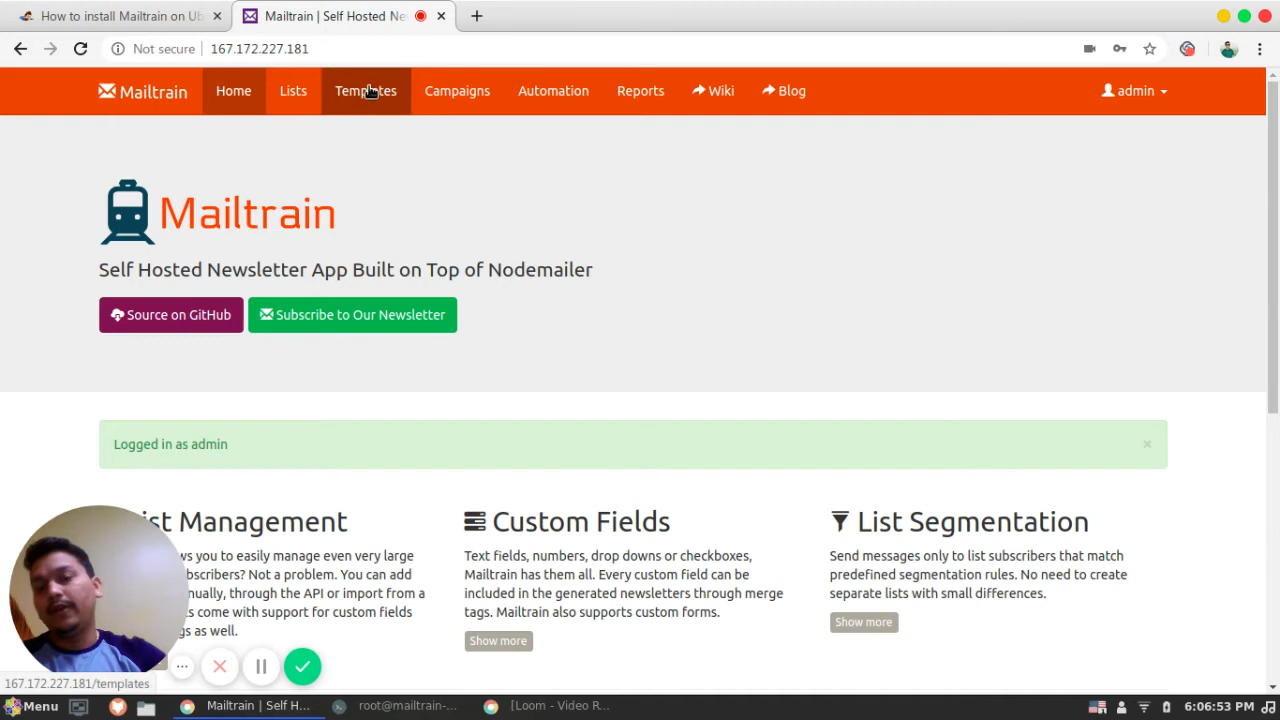 How to install Mailtrain on Ub
Mailtrain | Self Hosted Ne
Not secure 167.172.227.181
Mailtrain Home Lists Templates Campaigns Automation Reports Wiki Blog admin
Mailtrain
Self Hosted Newsletter App Built on Top of Nodemailer
Source on GitHub Subscribe to Our Newsletter
Logged in as admin ×
ist Management
ws you to easily manage even very large
ubscribers? Not a problem. You can add
nually, through the API or import from a
ts come with support for custom fields
gs as well.
Custom Fields
Text fields, numbers, drop downs or checkboxes,
Mailtrain has them all. Every custom field can be
included in the generated newsletters through merge
tags. Mailtrain also supports custom forms.
Show more
List Segmentation
Send messages only to list subscribers that match
predefined segmentation rules. No need to create
separate lists with small differences.
Show more
167.172.227.181/templates
Menu Mailtrain | Self H... root@mailtrain-... [Loom - Video R... 6:06:53 PM